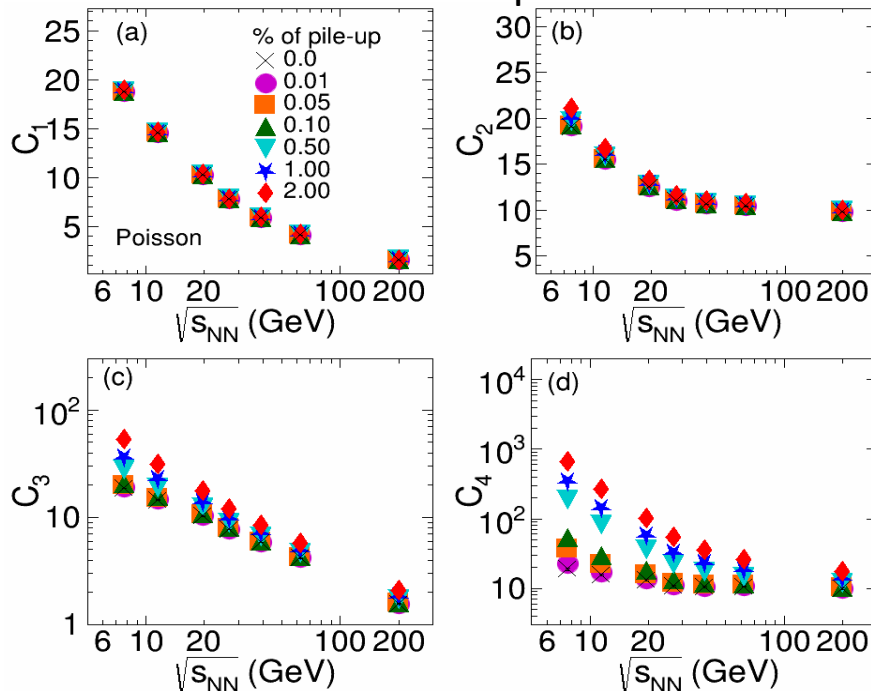 (a)
% of pile-up
0.0
0.01
0.05
0.10
0.50
1.00
2.00
Poisson
C1
25
20
15
10
5
6 10 20 100 200
√sNN (GeV)
(b)
C2
30
25
20
15
10
5
6 10 20 100 200
√sNN (GeV)
(c)
C3
10²
10
1
6 10 20 100 200
√sNN (GeV)
(d)
C4
10⁴
10³
10²
10
6 10 20 100 200
√sNN (GeV)